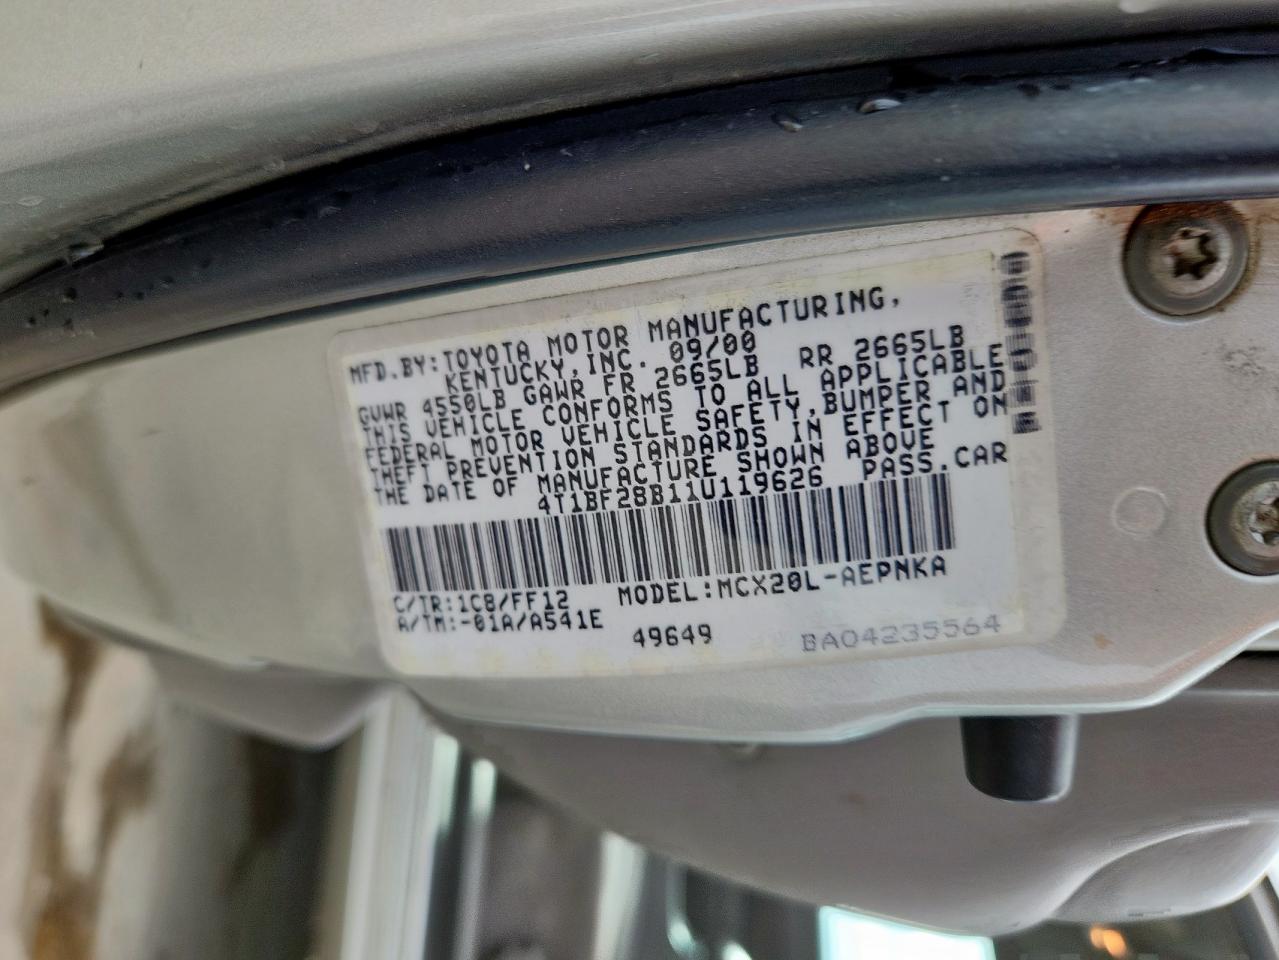 MFD.BY:TOYOTA MOTOR MANUFACTURING,
KENTUCKY,INC. 09/00
GVWR 4550LB GAWR FR 2665LB RR 2665LB
THIS VEHICLE CONFORMS TO ALL APPLICABLE
FEDERAL MOTOR VEHICLE SAFETY,BUMPER AND
THEFT PREVENTION STANDARDS IN EFFECT ON
THE DATE OF MANUFACTURE SHOWN ABOVE
4T1BF28B11U119626 PASS.CAR
C/TR:1C8/FF12 MODEL:MCX20L-AEPNKA
A/TM:-01A/A541E
49649 BA04235564